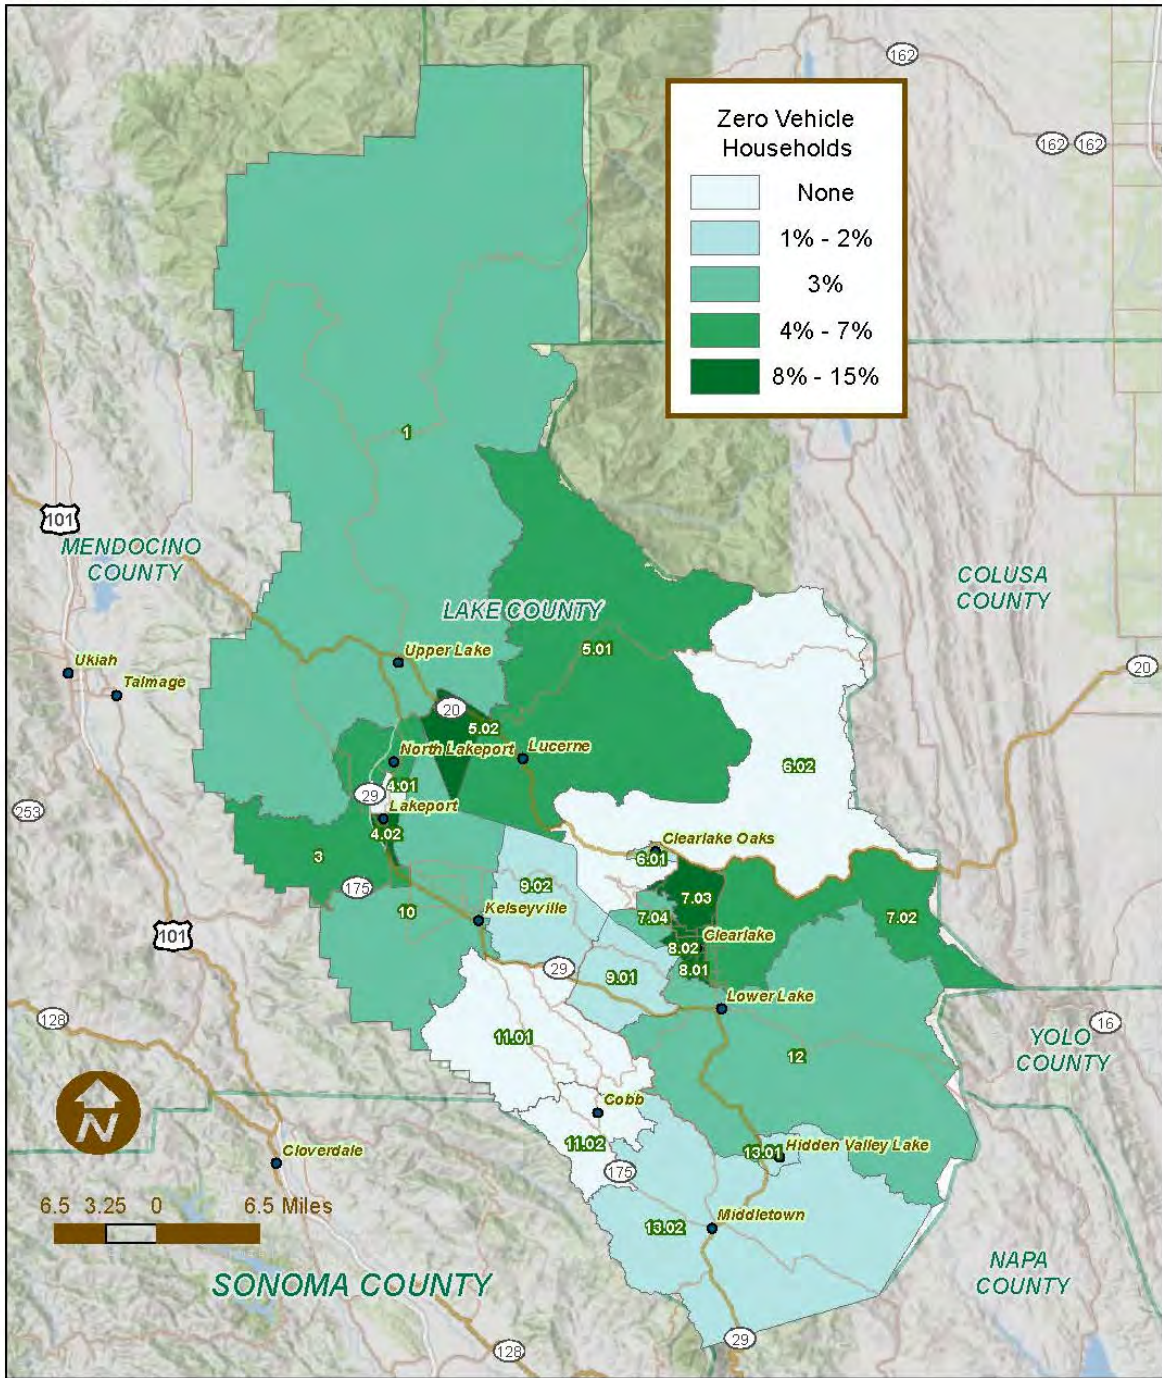 162
162
162
Zero Vehicle
Households
None
1% - 2%
3%
4% - 7%
8% - 15%
1
101
MENDOCINO
COUNTY
COLUSA
COUNTY
LAKE COUNTY
5.01
Upper Lake
Ukiah
Talmage
20
20
5.02
North Lakeport
Lucerne
6.02
4.01
29
Lakeport
253
4.02
Clearlake Oaks
6.01
3
175
9.02
7.03
10
7.04
7.02
Kelseyville
Clearlake
101
8.02
29
9.01
8.01
Lower Lake
128
16
11.01
12
YOLO
COUNTY
N
Cobb
11.02
13.01
Hidden Valley Lake
Cloverdale
175
6.5 3.25 0 6.5 Miles
Middletown
13.02
SONOMA COUNTY
NAPA
COUNTY
29
128